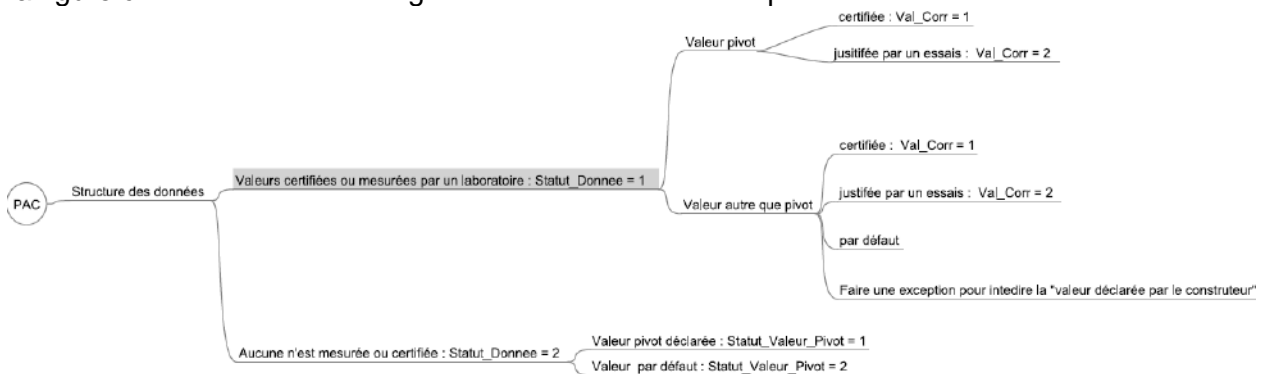 certifiée : Val_Corr = 1
Valeur pivot
jusitifée par un essais : Val_Corr = 2
certifiée : Val_Corr = 1
Valeurs certifiées ou mesurées par un laboratoire : Statut_Donnee = 1
Structure des données
justifée par un essais : Val_Corr = 2
PAC
Valeur autre que pivot
par défaut
Faire une exception pour intedire la "valeur déclarée par le construteur"
Valeur pivot déclarée : Statut_Valeur_Pivot = 1
Aucune n'est mesurée ou certifiée : Statut_Donnee = 2
Valeur par défaut : Statut_Valeur_Pivot = 2